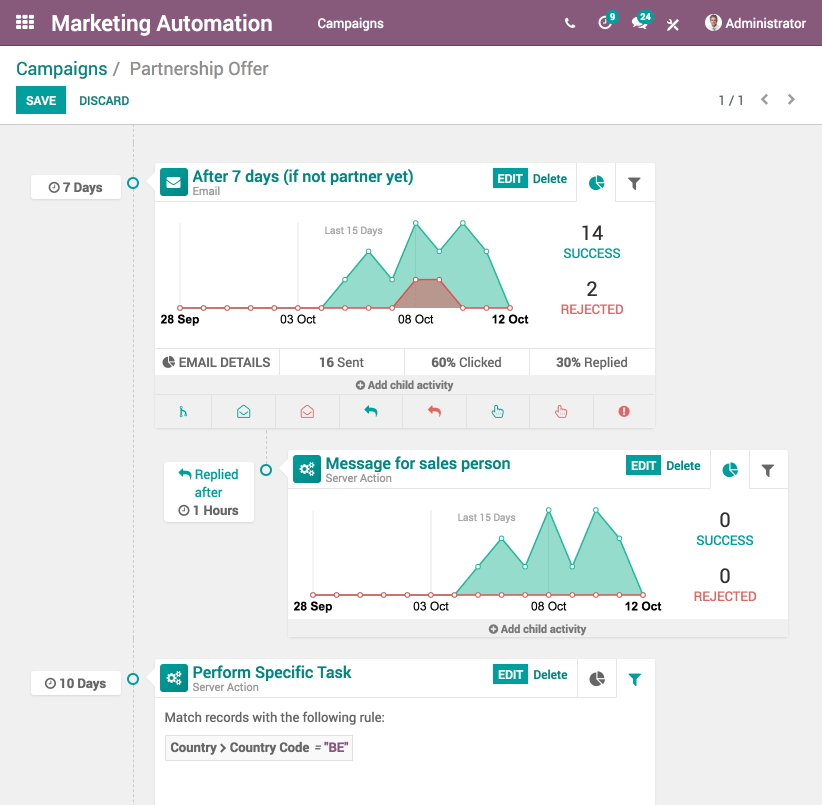 Marketing Automation Campaigns 9 24 Administrator
Campaigns / Partnership Offer
SAVE DISCARD 1 / 1
7 Days
After 7 days (if not partner yet) EDIT Delete
Email
Last 15 Days
14
SUCCESS
2
REJECTED
28 Sep 03 Oct 08 Oct 12 Oct
EMAIL DETAILS 16 Sent 60% Clicked 30% Replied
Add child activity
Replied
after
1 Hours
Message for sales person EDIT Delete
Server Action
Last 15 Days
0
SUCCESS
0
REJECTED
28 Sep 03 Oct 08 Oct 12 Oct
Add child activity
10 Days
Perform Specific Task EDIT Delete
Server Action
Match records with the following rule:
Country > Country Code = "BE"